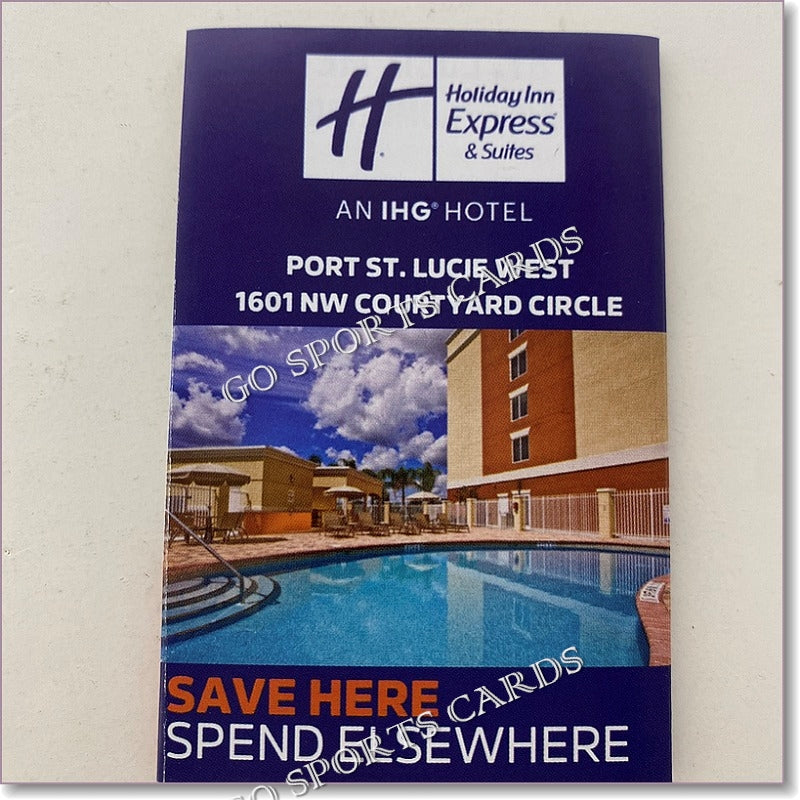 H
Holiday Inn
Express®
& Suites
AN IHG® HOTEL
PORT ST. LUCIE WEST
1601 NW COURTYARD CIRCLE
GO SPORTS CARDS
SAVE HERE
SPEND ELSEWHERE
GO SPORTS CARDS